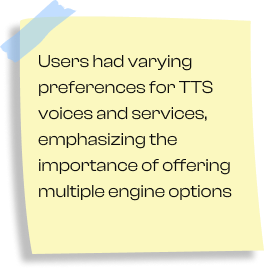 Users had varying
preferences for TTS
voices and services,
emphasizing the
importance of offering
multiple engine options